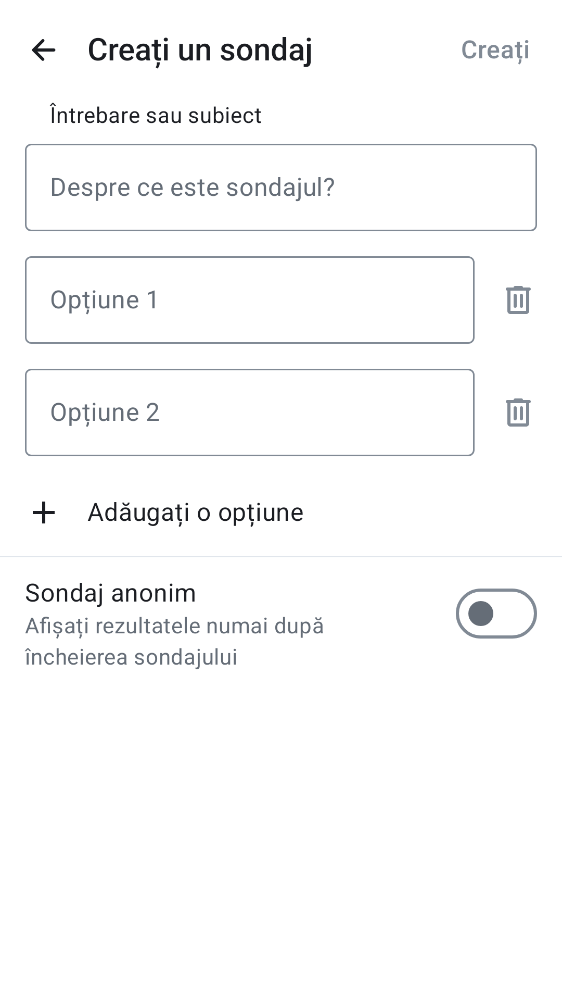 Creați un sondaj
Creați
Întrebare sau subiect
Despre ce este sondajul?
Opțiune 1
Opțiune 2
Adăugați o opțiune
Sondaj anonim
Afișați rezultatele numai după
încheierea sondajului